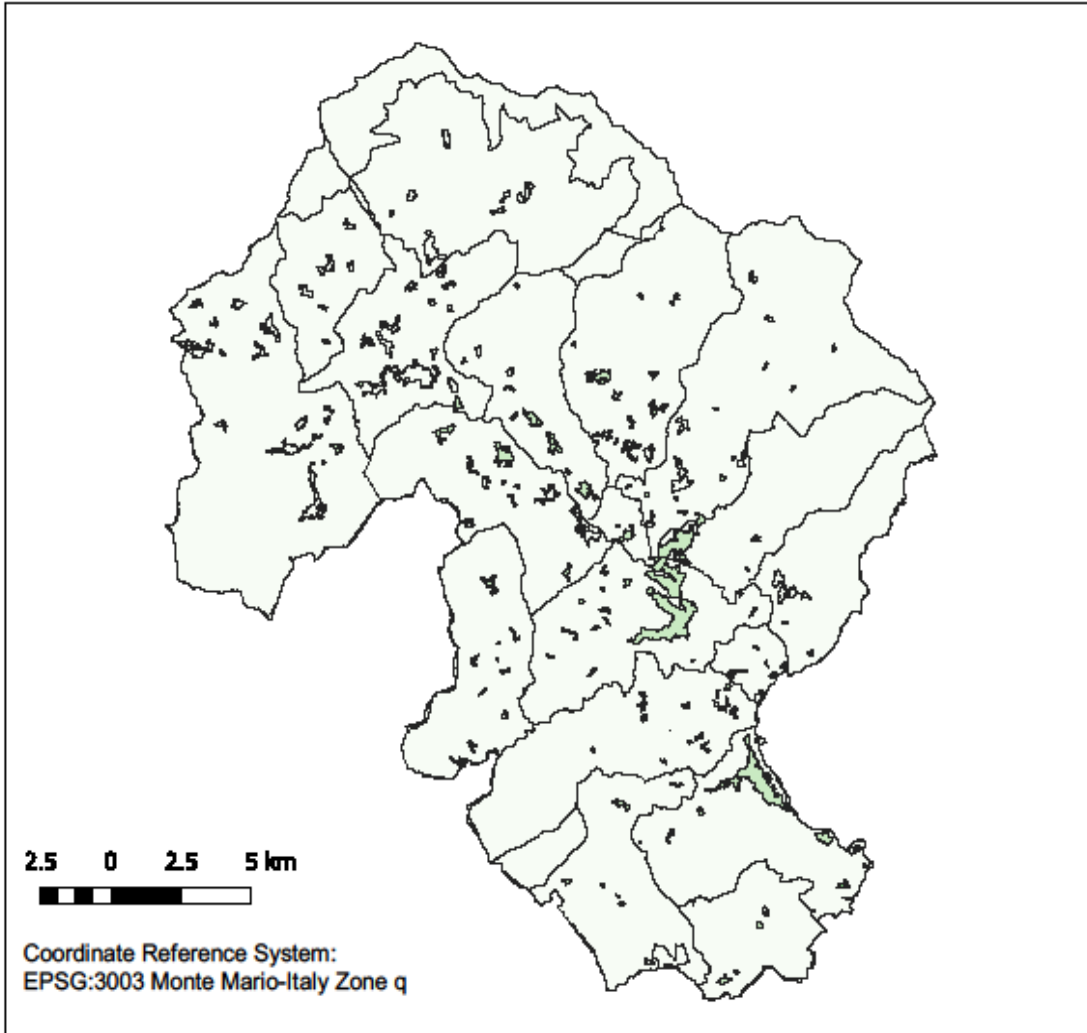 2.5 0 2.5 5 km
Coordinate Reference System:
EPSG:3003 Monte Mario-Italy Zone q